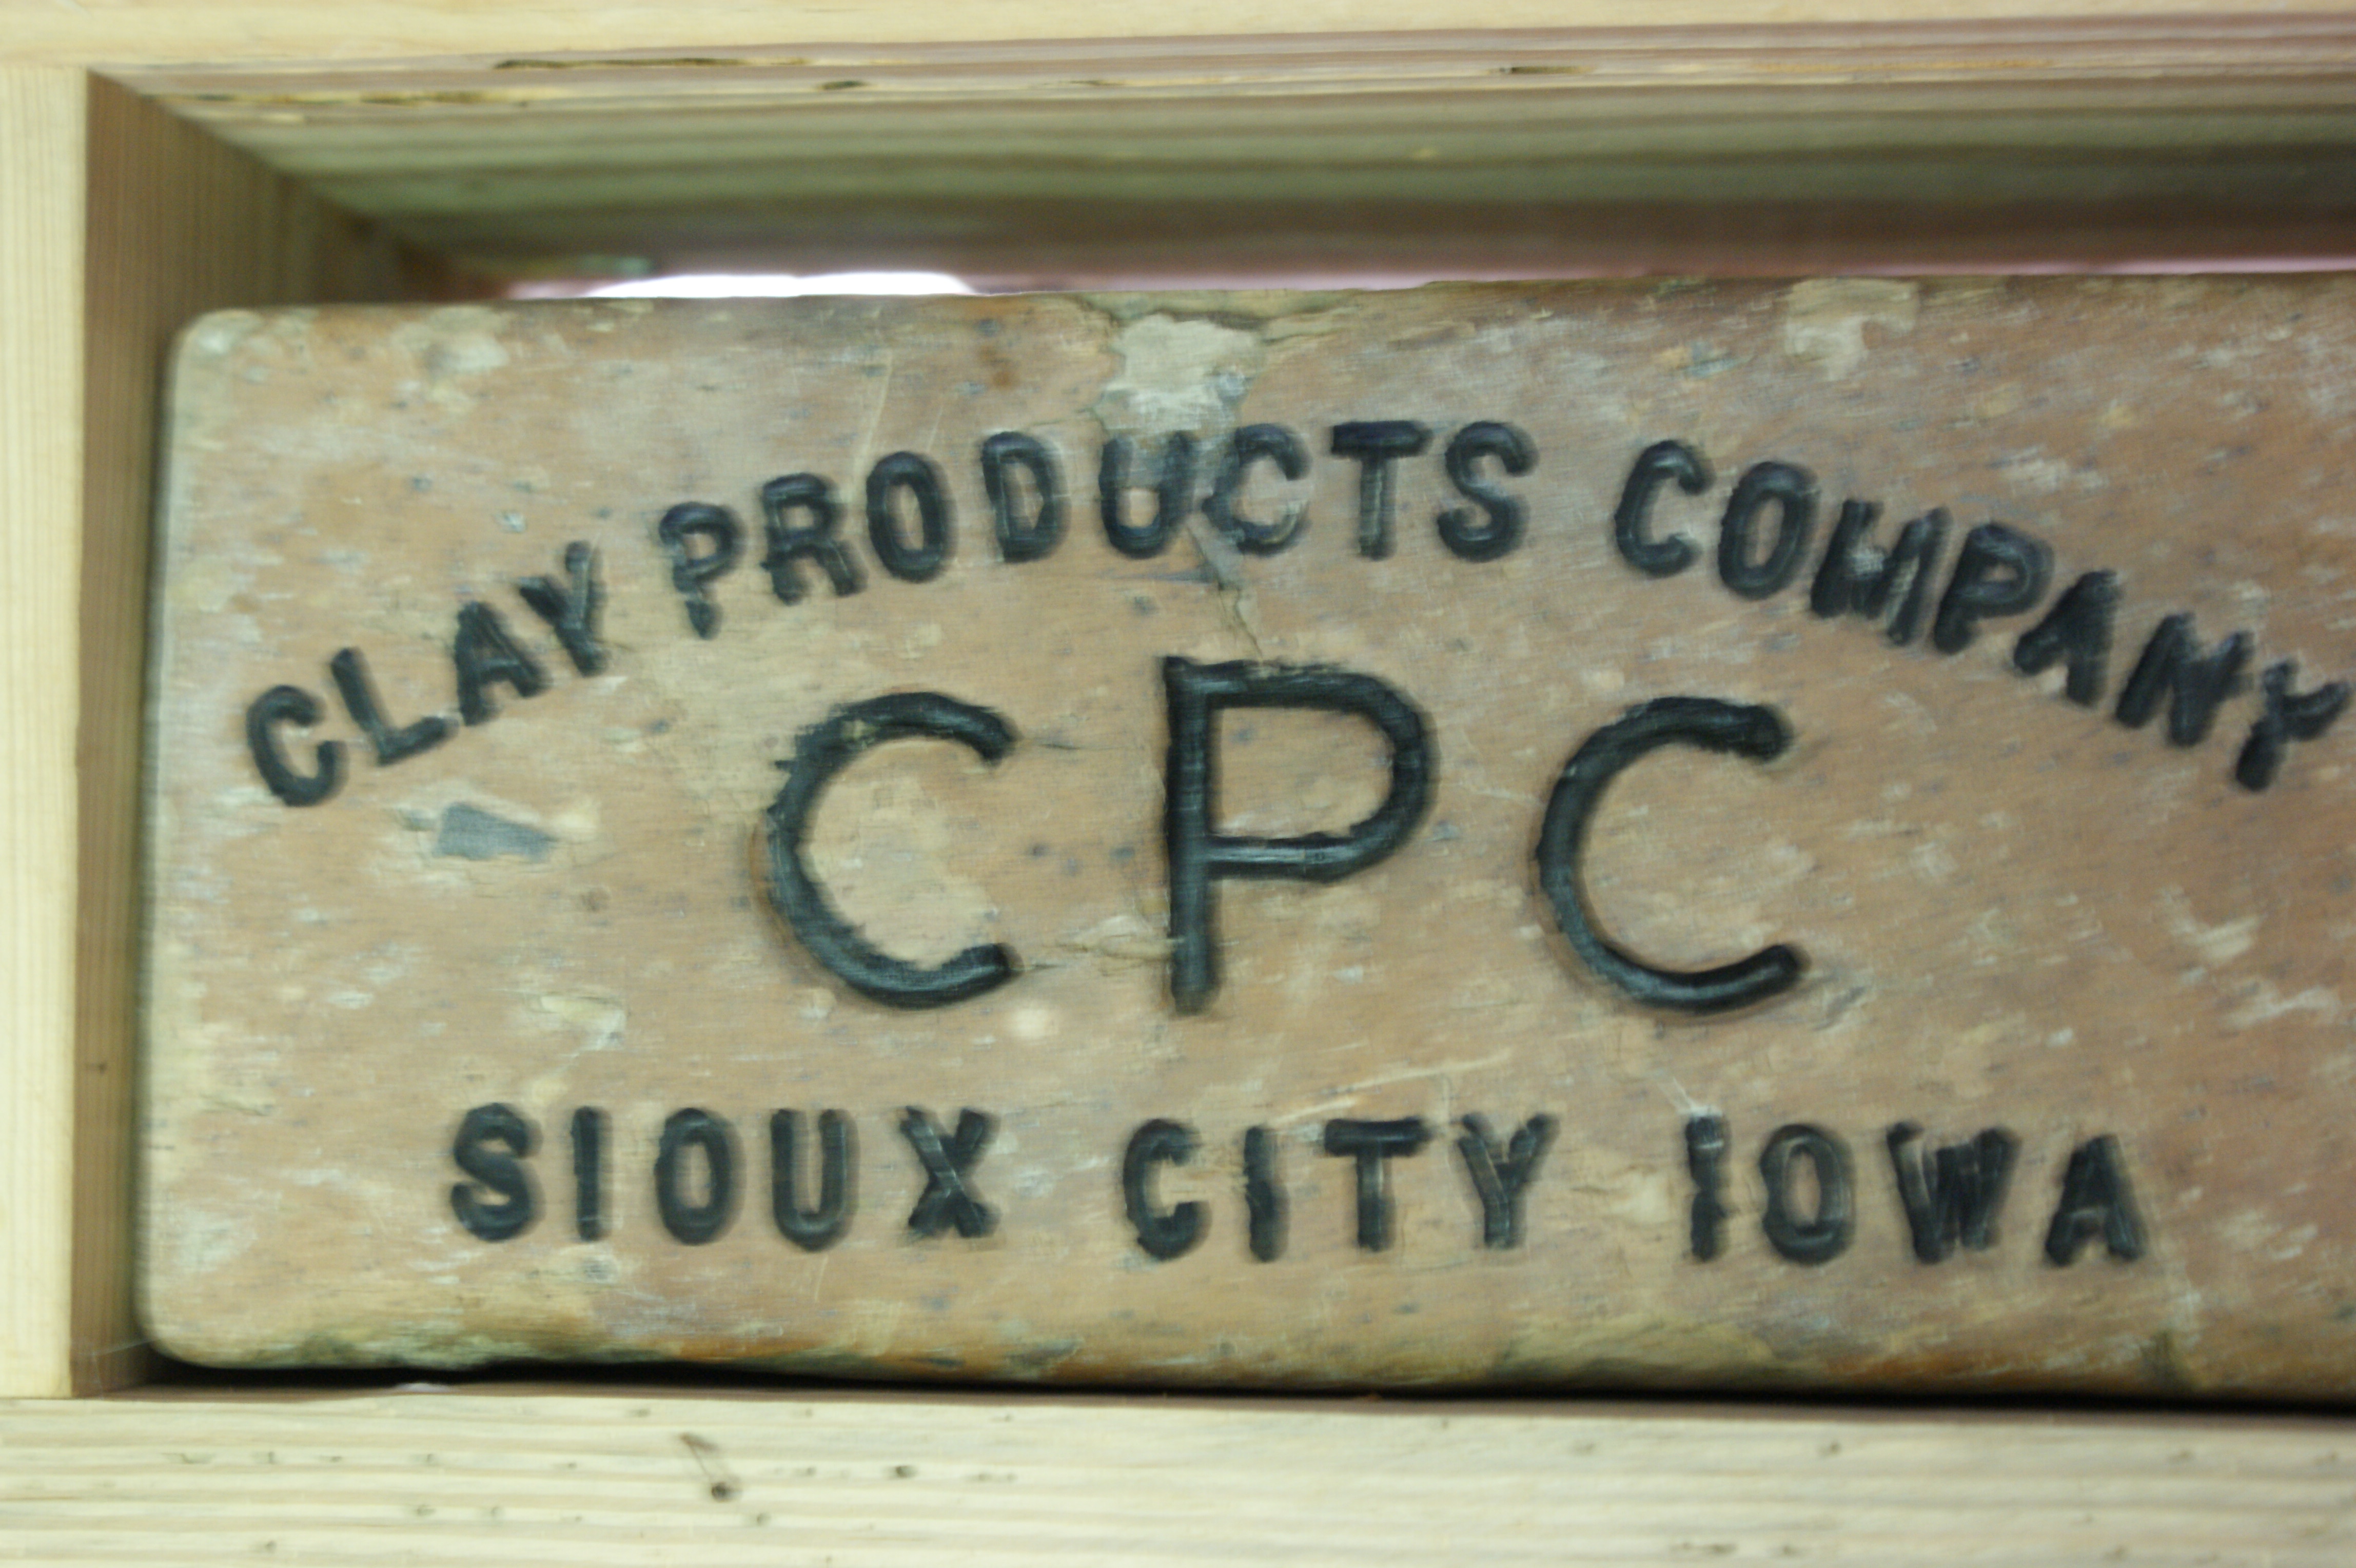 CLAY PRODUCTS COMPANY
CPC
SIOUX CITY IOWA